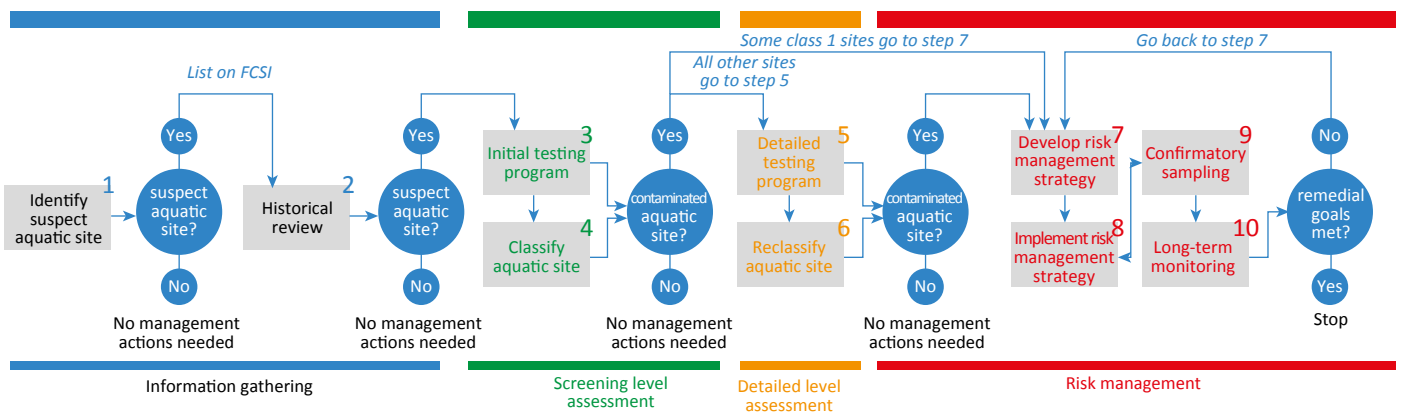 Some class 1 sites go to step 7
Go back to step 7
List on FCSI
All other sites
go to step 5
1
Identify
suspect
aquatic site
Yes
suspect
aquatic
site?
No
No management
actions needed
2
Historical
review
Yes
suspect
aquatic
site?
No
No management
actions needed
3
Initial testing
program
4
Classify
aquatic site
Yes
contaminated
aquatic
site?
No
No management
actions needed
5
Detailed
testing
program
6
Reclassify
aquatic site
Yes
contaminated
aquatic
site?
No
No management
actions needed
7
Develop risk
management
strategy
8
Implement risk
management
strategy
9
Confirmatory
sampling
10
Long-term
monitoring
No
remedial
goals
met?
Yes
Stop
Information gathering
Screening level
assessment
Detailed level
assessment
Risk management